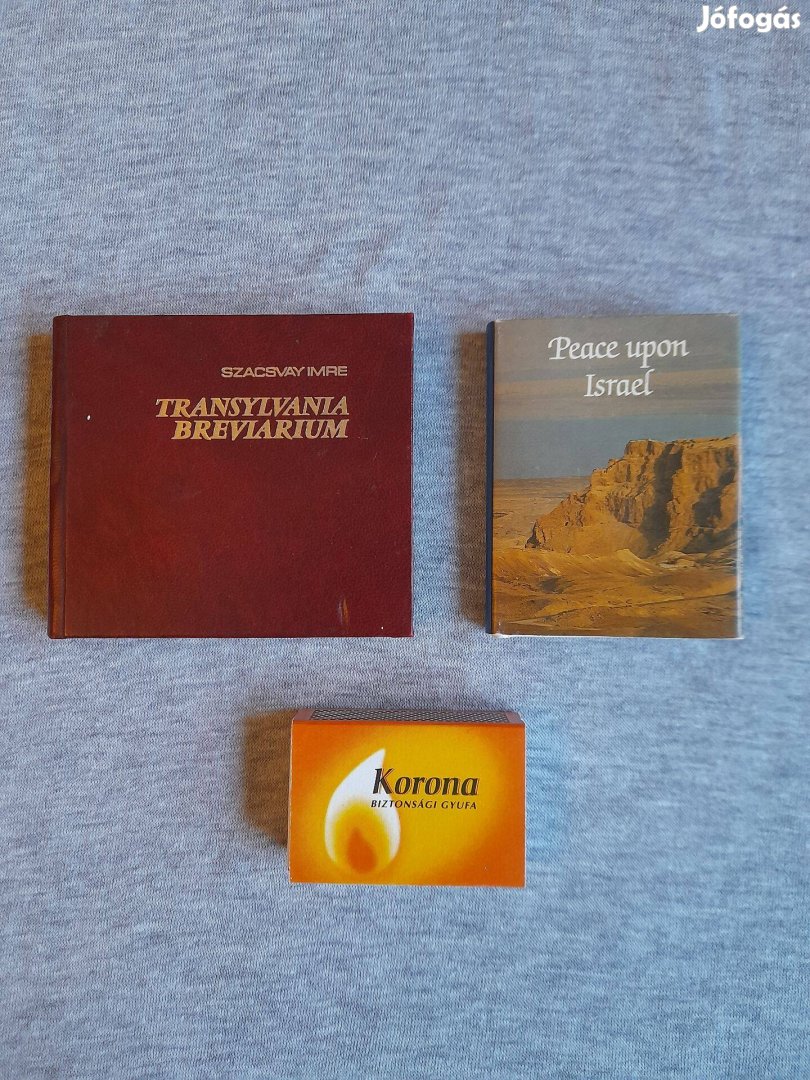 Jófogás
SZACSVAY IMRE
TRANSYLVANIA
BREVIARIUM
Peace upon
Israel
Korona
BIZTONSÁGI GYUFA